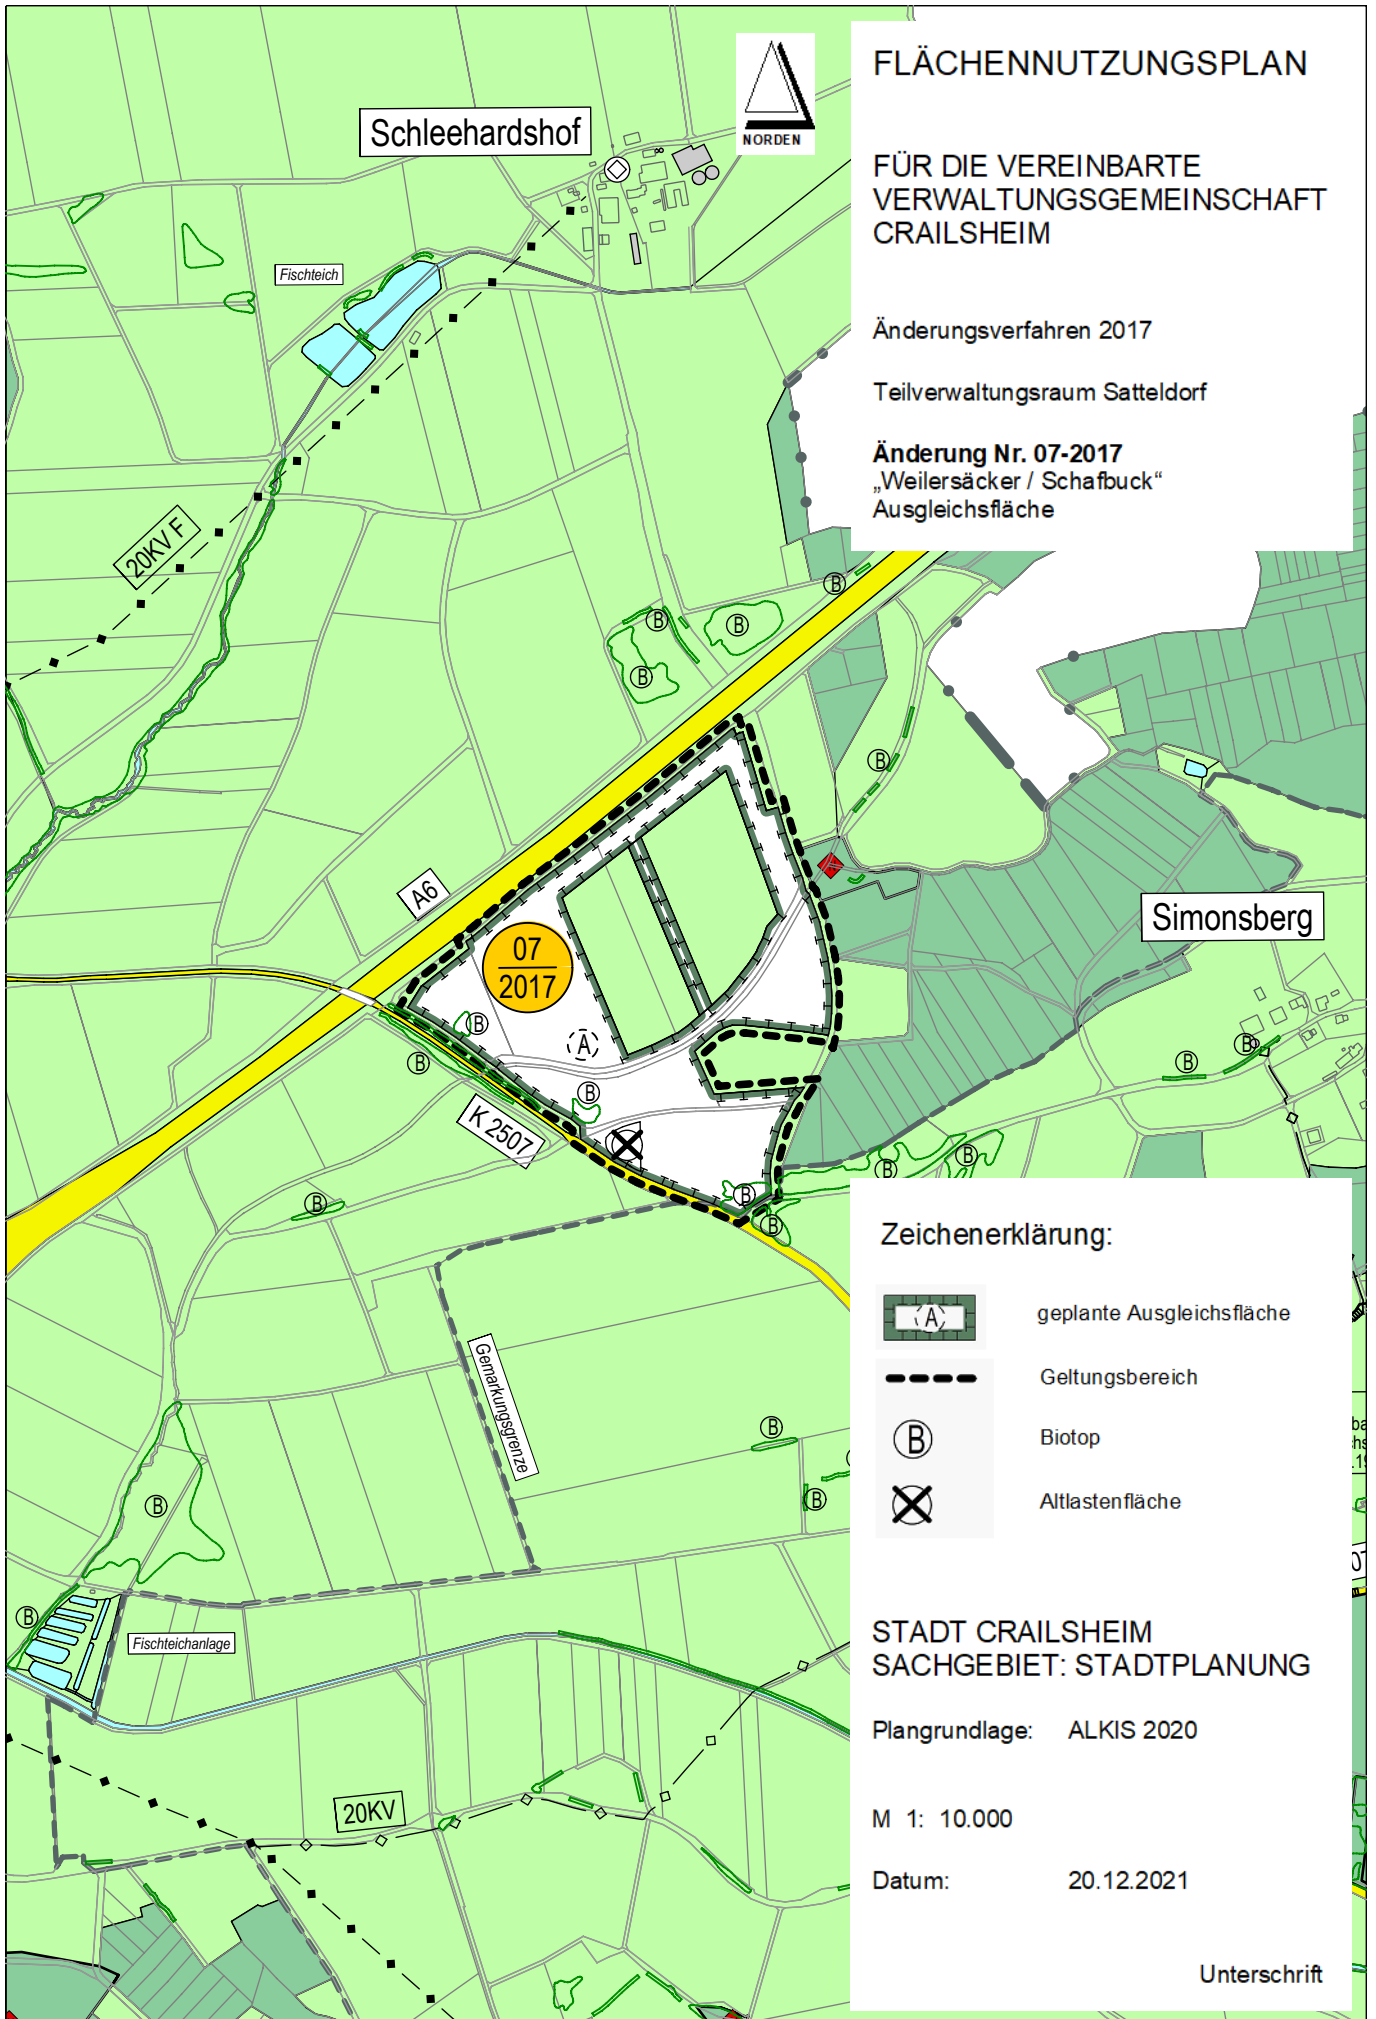 FLÄCHENNUTZUNGSPLAN
FÜR DIE VEREINBARTE
VERWALTUNGSGEMEINSCHAFT
CRAILSHEIM
Änderungsverfahren 2017
Teilverwaltungsraum Satteldorf
Änderung Nr. 07-2017
„Weilersäcker / Schafbuck“
Ausgleichsfläche
NORDEN
Schleehardshof
Fischteich
20KV F
B
B
B
B
B
A6
Simonsberg
07
2017
A
B
B
B
K 2507
B
B
B
B
B
B
B
Gemarkungsgrenze
B
B
B
B
Fischteichanlage
20KV
Zeichenerklärung:
A
geplante Ausgleichsfläche
Geltungsbereich
B
Biotop
Altlastenfläche
STADT CRAILSHEIM
SACHGEBIET: STADTPLANUNG
Plangrundlage: ALKIS 2020
M 1: 10.000
Datum: 20.12.2021
Unterschrift